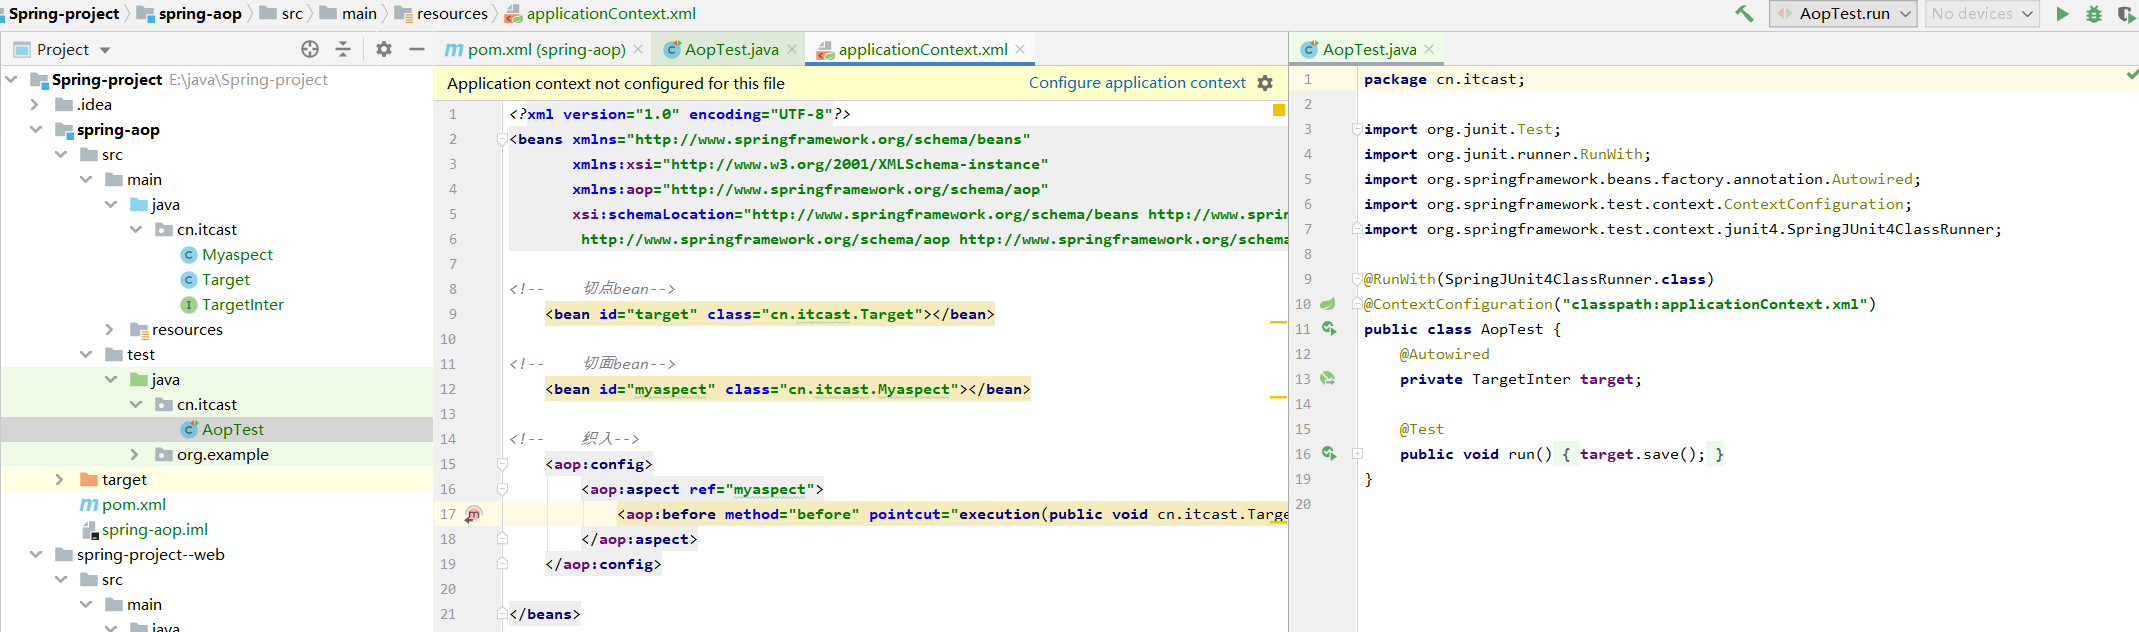 Spring-project spring-aop src main resources applicationContext.xml
AopTest.run No devices
Project
pom.xml (spring-aop) AopTest.java applicationContext.xml
AopTest.java
Spring-project E:\java\Spring-project
.idea
spring-aop
src
main
java
cn.itcast
Myaspect
Target
TargetInter
resources
test
java
cn.itcast
AopTest
org.example
target
pom.xml
spring-aop.iml
spring-project--web
src
main
java
Application context not configured for this file Configure application context
1 <?xml version="1.0" encoding="UTF-8"?>
2 <beans xmlns="http://www.springframework.org/schema/beans"
3 xmlns:xsi="http://www.w3.org/2001/XMLSchema-instance"
4 xmlns:aop="http://www.springframework.org/schema/aop"
5 xsi:schemaLocation="http://www.springframework.org/schema/beans http://www.sprin
6 http://www.springframework.org/schema/aop http://www.springframework.org/schema
7
8 <!-- 切点bean-->
9 <bean id="target" class="cn.itcast.Target"></bean>
10
11 <!-- 切面bean-->
12 <bean id="myaspect" class="cn.itcast.Myaspect"></bean>
13
14 <!-- 织入-->
15 <aop:config>
16 <aop:aspect ref="myaspect">
17 <aop:before method="before" pointcut="execution(public void cn.itcast.Targe
18 </aop:aspect>
19 </aop:config>
20
21 </beans>
1 package cn.itcast;
2
3 import org.junit.Test;
4 import org.junit.runner.RunWith;
5 import org.springframework.beans.factory.annotation.Autowired;
6 import org.springframework.test.context.ContextConfiguration;
7 import org.springframework.test.context.junit4.SpringJUnit4ClassRunner;
8
9 @RunWith(SpringJUnit4ClassRunner.class)
10 @ContextConfiguration("classpath:applicationContext.xml")
11 public class AopTest {
12 @Autowired
13 private TargetInter target;
14
15 @Test
16 public void run() { target.save(); }
19 }
20